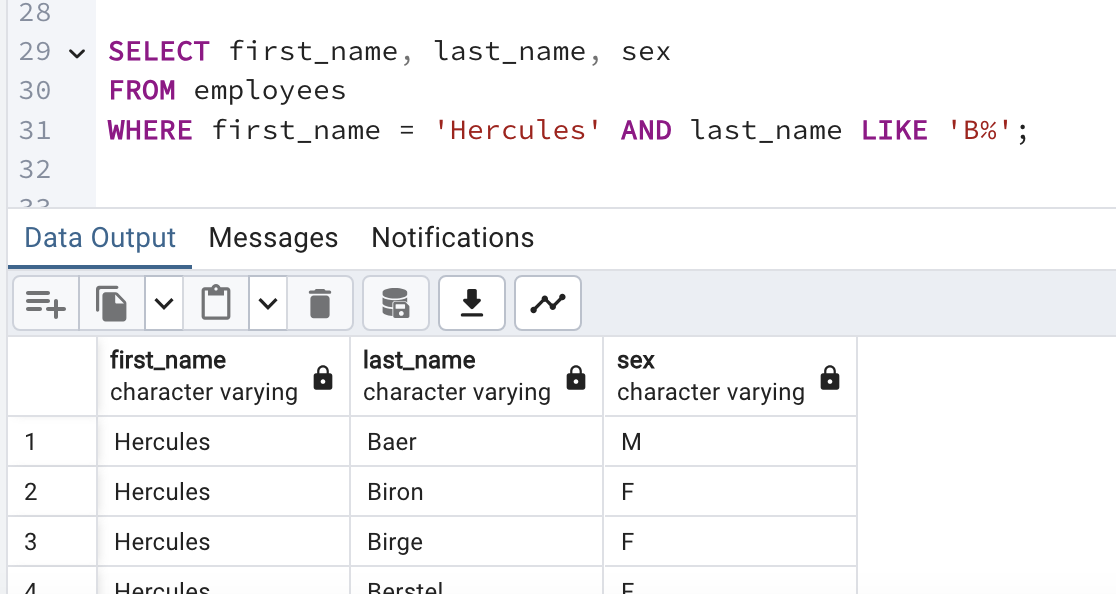 28
29 SELECT first_name, last_name, sex
30 FROM employees
31 WHERE first_name = 'Hercules' AND last_name LIKE 'B%';
32
33
Data Output Messages Notifications
first_name last_name sex
character varying character varying character varying
1 Hercules Baer M
2 Hercules Biron F
3 Hercules Birge F
4 Hercules Berstel F